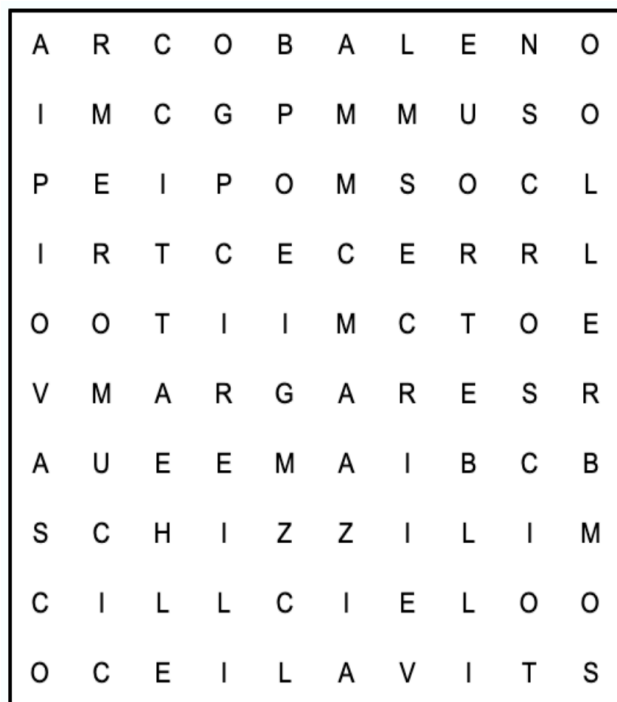 A R C O B A L E N O
I M C G P M M U S O
P E I P O M S O C L
I R T C E C E R R L
O O T I I M C T O E
V M A R G A R E S R
A U E E M A I B C B
S C H I Z Z I L I M
C I L L C I E L O O
O C E I L A V I T S